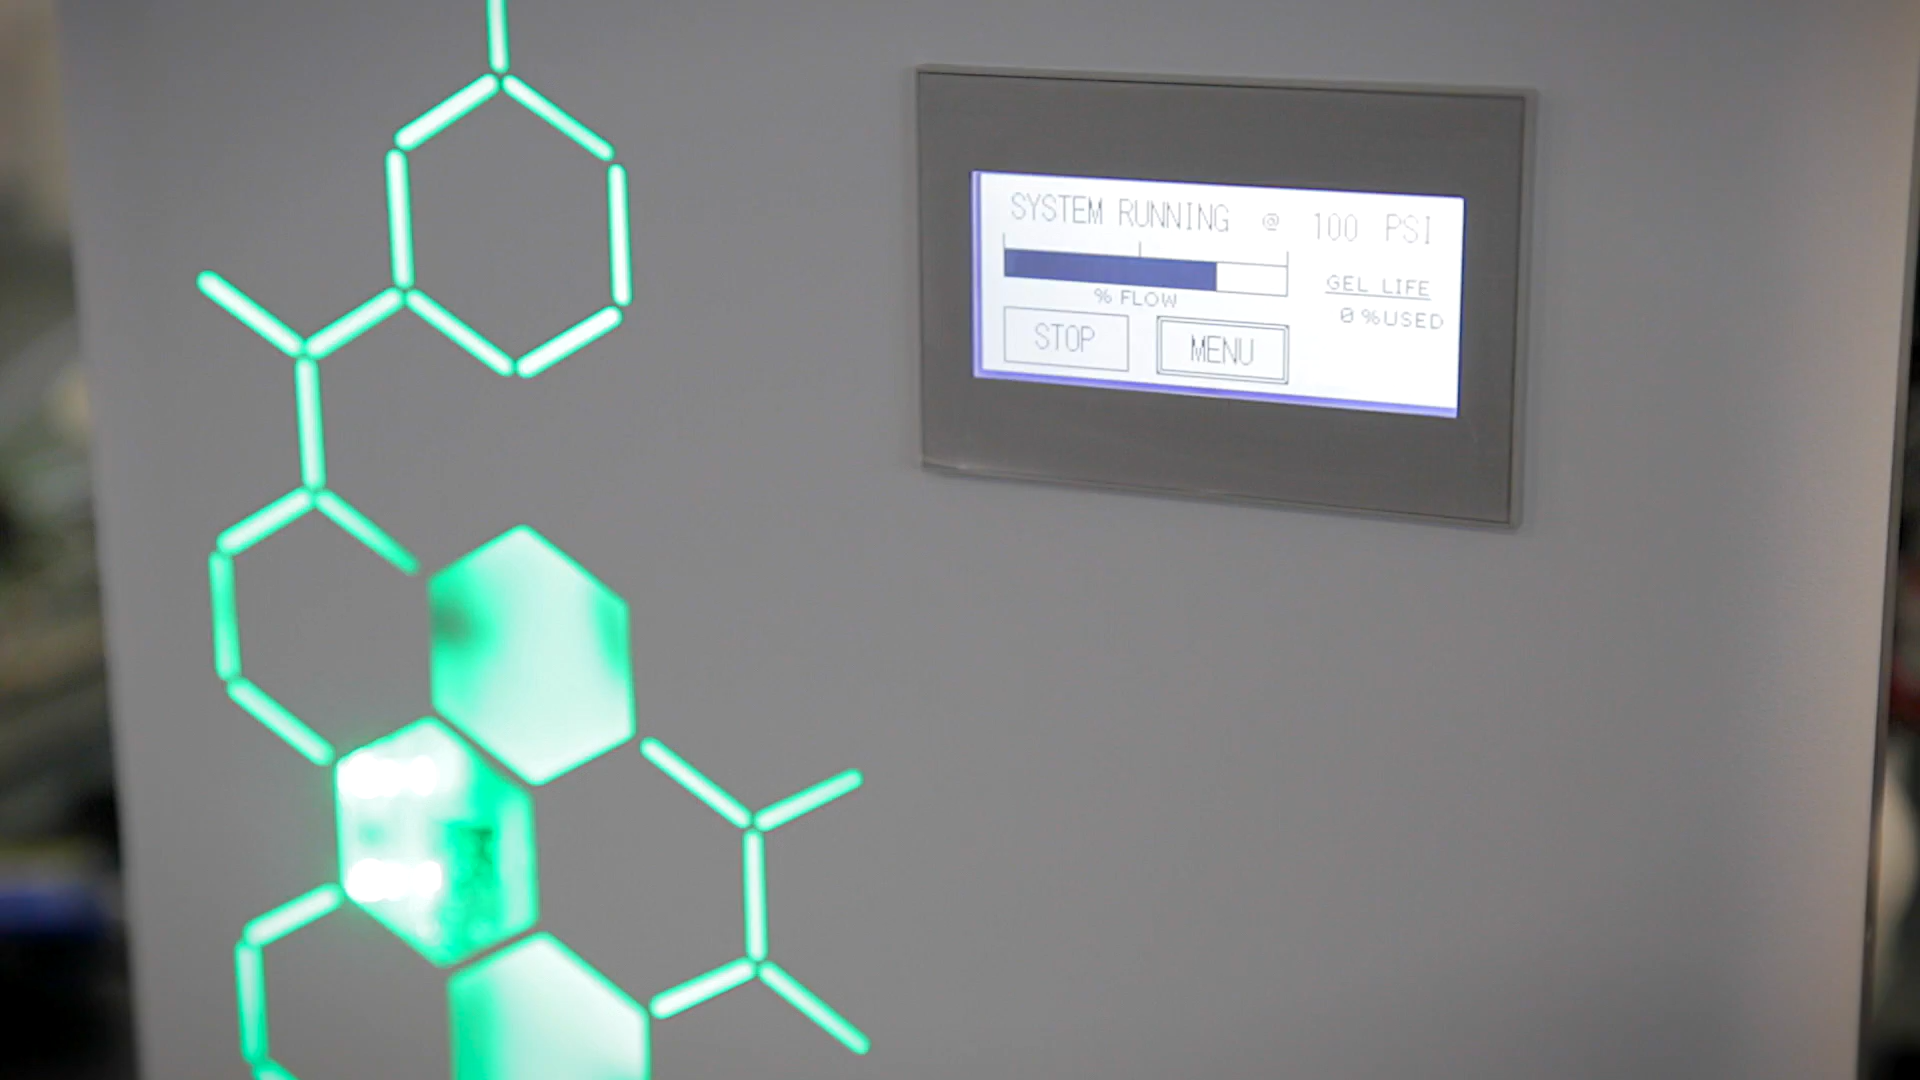 SYSTEM RUNNING @ 100 PSI
% FLOW
GEL LIFE
0 %USED
STOP
MENU